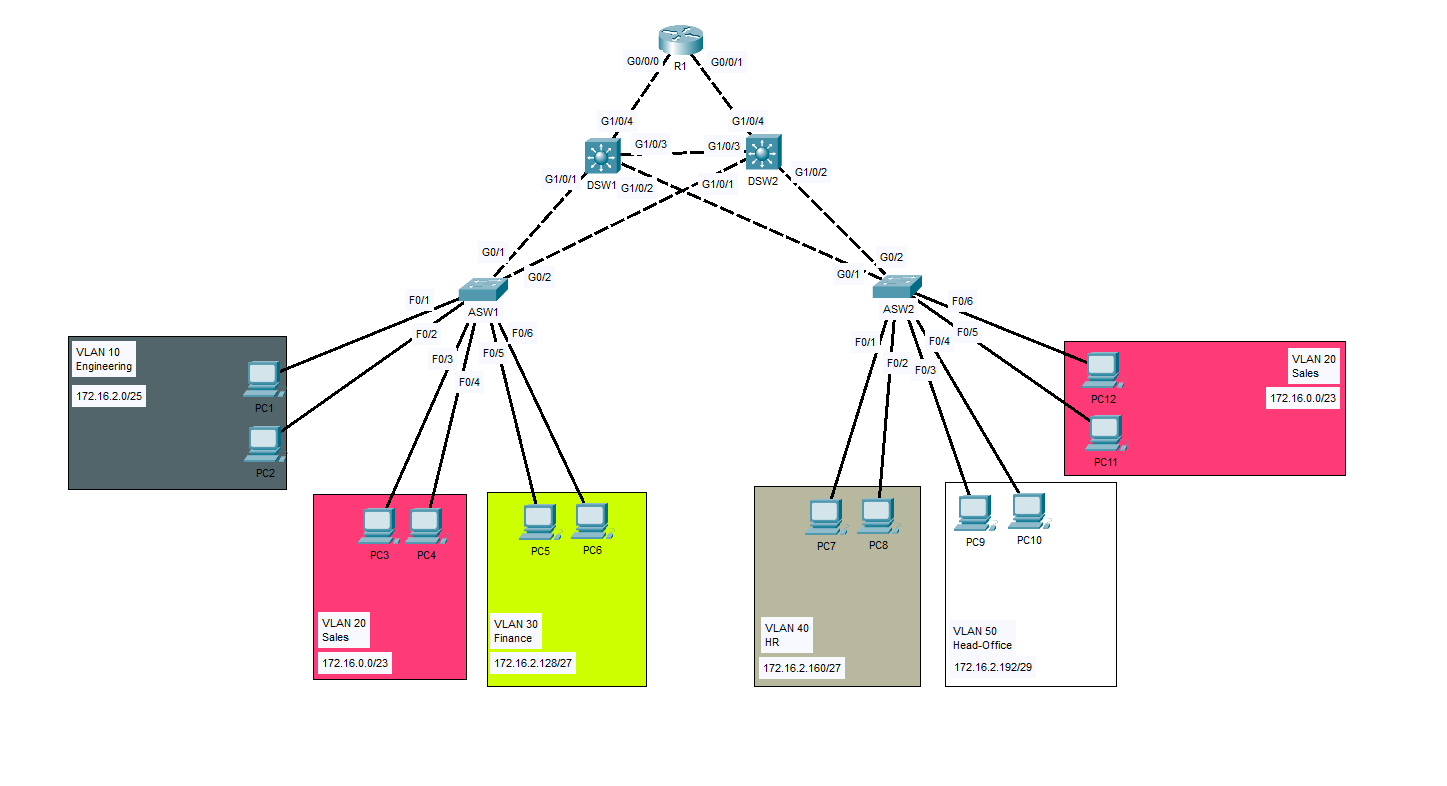 G0/0/0
R1
G0/0/1
G1/0/4
G1/0/4
G1/0/3
G1/0/3
DSW1
DSW2
G1/0/1
G1/0/2
G1/0/1
G1/0/2
G0/1
G0/2
G0/1
G0/2
ASW1
ASW2
F0/1
F0/2
F0/3
F0/4
F0/5
F0/6
F0/1
F0/2
F0/3
F0/4
F0/5
F0/6
VLAN 10
Engineering
172.16.2.0/25
PC1
PC2
VLAN 20
Sales
172.16.0.0/23
PC12
PC11
PC3
PC4
VLAN 20
Sales
172.16.0.0/23
PC5
PC6
VLAN 30
Finance
172.16.2.128/27
PC7
PC8
VLAN 40
HR
172.16.2.160/27
PC9
PC10
VLAN 50
Head-Office
172.16.2.192/29